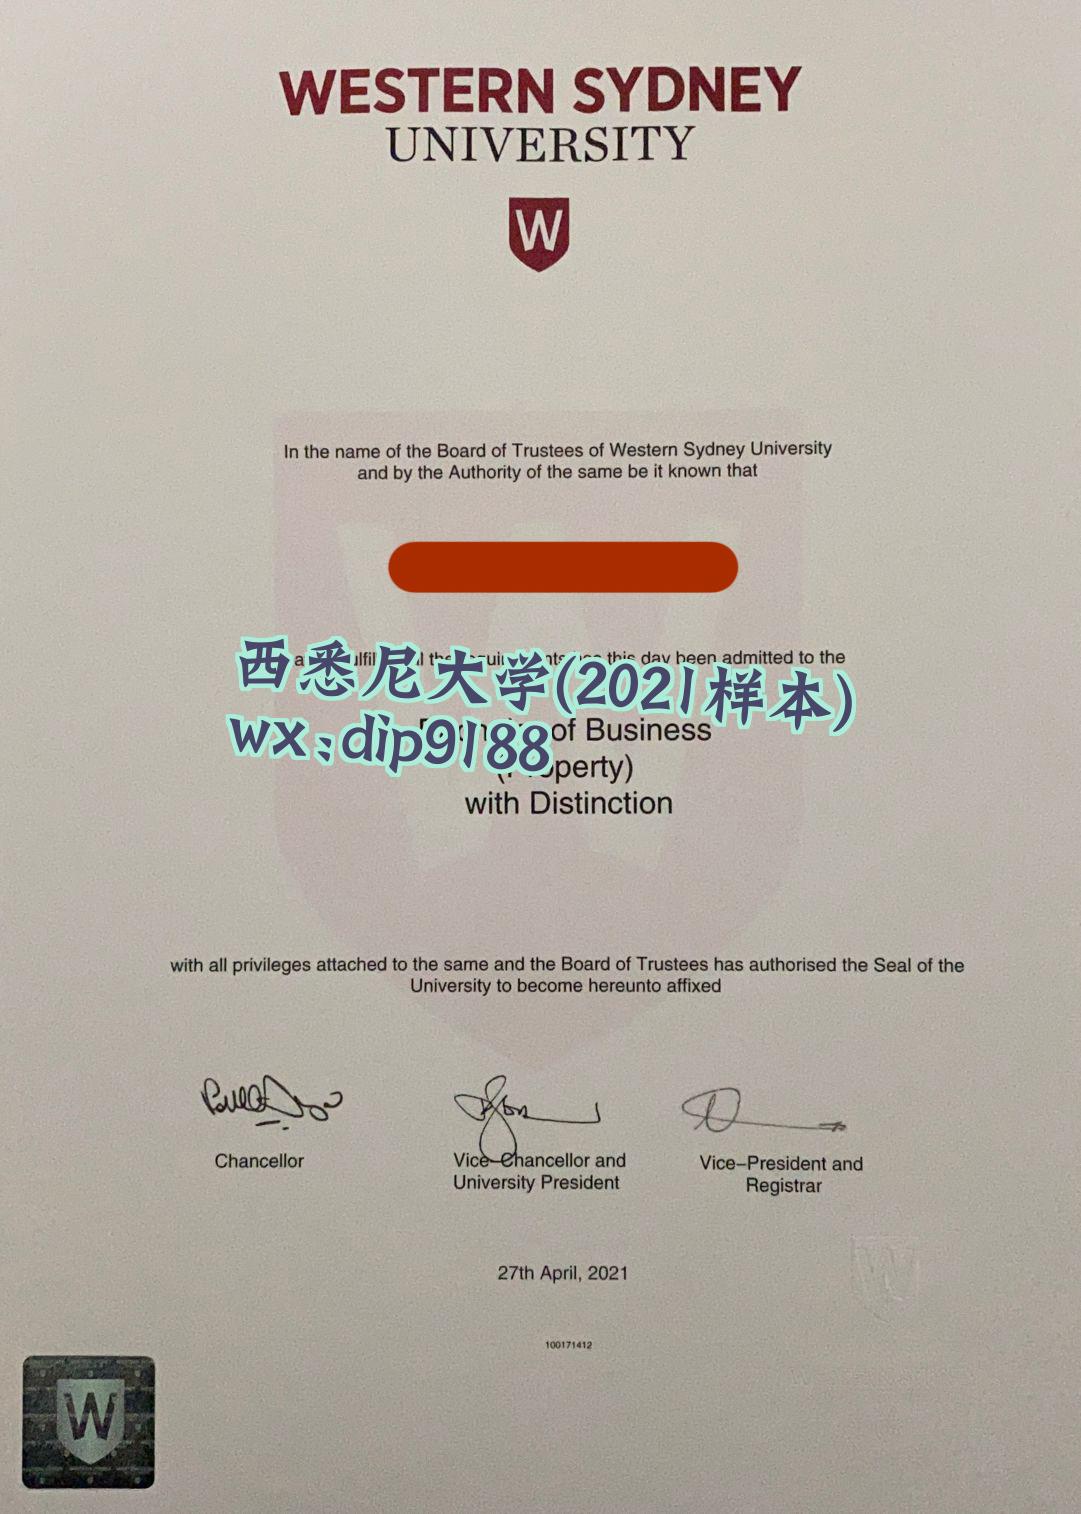 WESTERN SYDNEY
UNIVERSITY
W
In the name of the Board of Trustees of Western Sydney University
and by the Authority of the same be it known that
this day been admitted to the
西悉尼大学(2021样本)
wx:dip9188
of Business
(Property)
with Distinction
with all privileges attached to the same and the Board of Trustees has authorised the Seal of the
University to become hereunto affixed
Chancellor
Vice-Chancellor and
University President
Vice-President and
Registrar
27th April, 2021
100171412
W